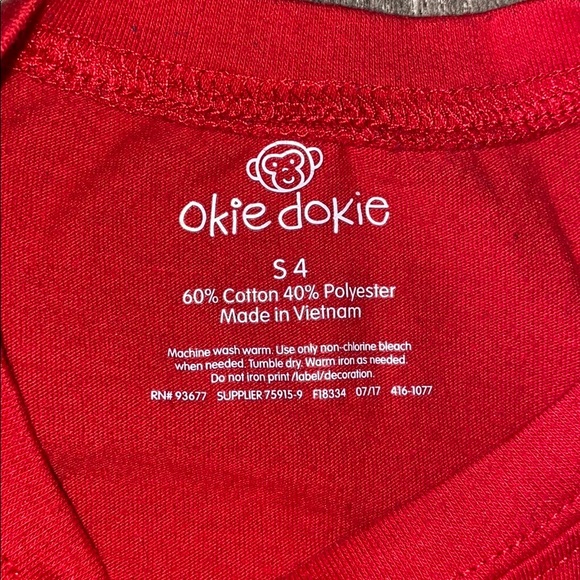 okie dokie
S 4
60% Cotton 40% Polyester
Made in Vietnam
Machine wash warm. Use only non-chlorine bleach
when needed. Tumble dry. Warm iron as needed.
Do not iron print/label/decoration.
RN# 93677 SUPPLIER 75915-9 F18334 07/17 416-1077